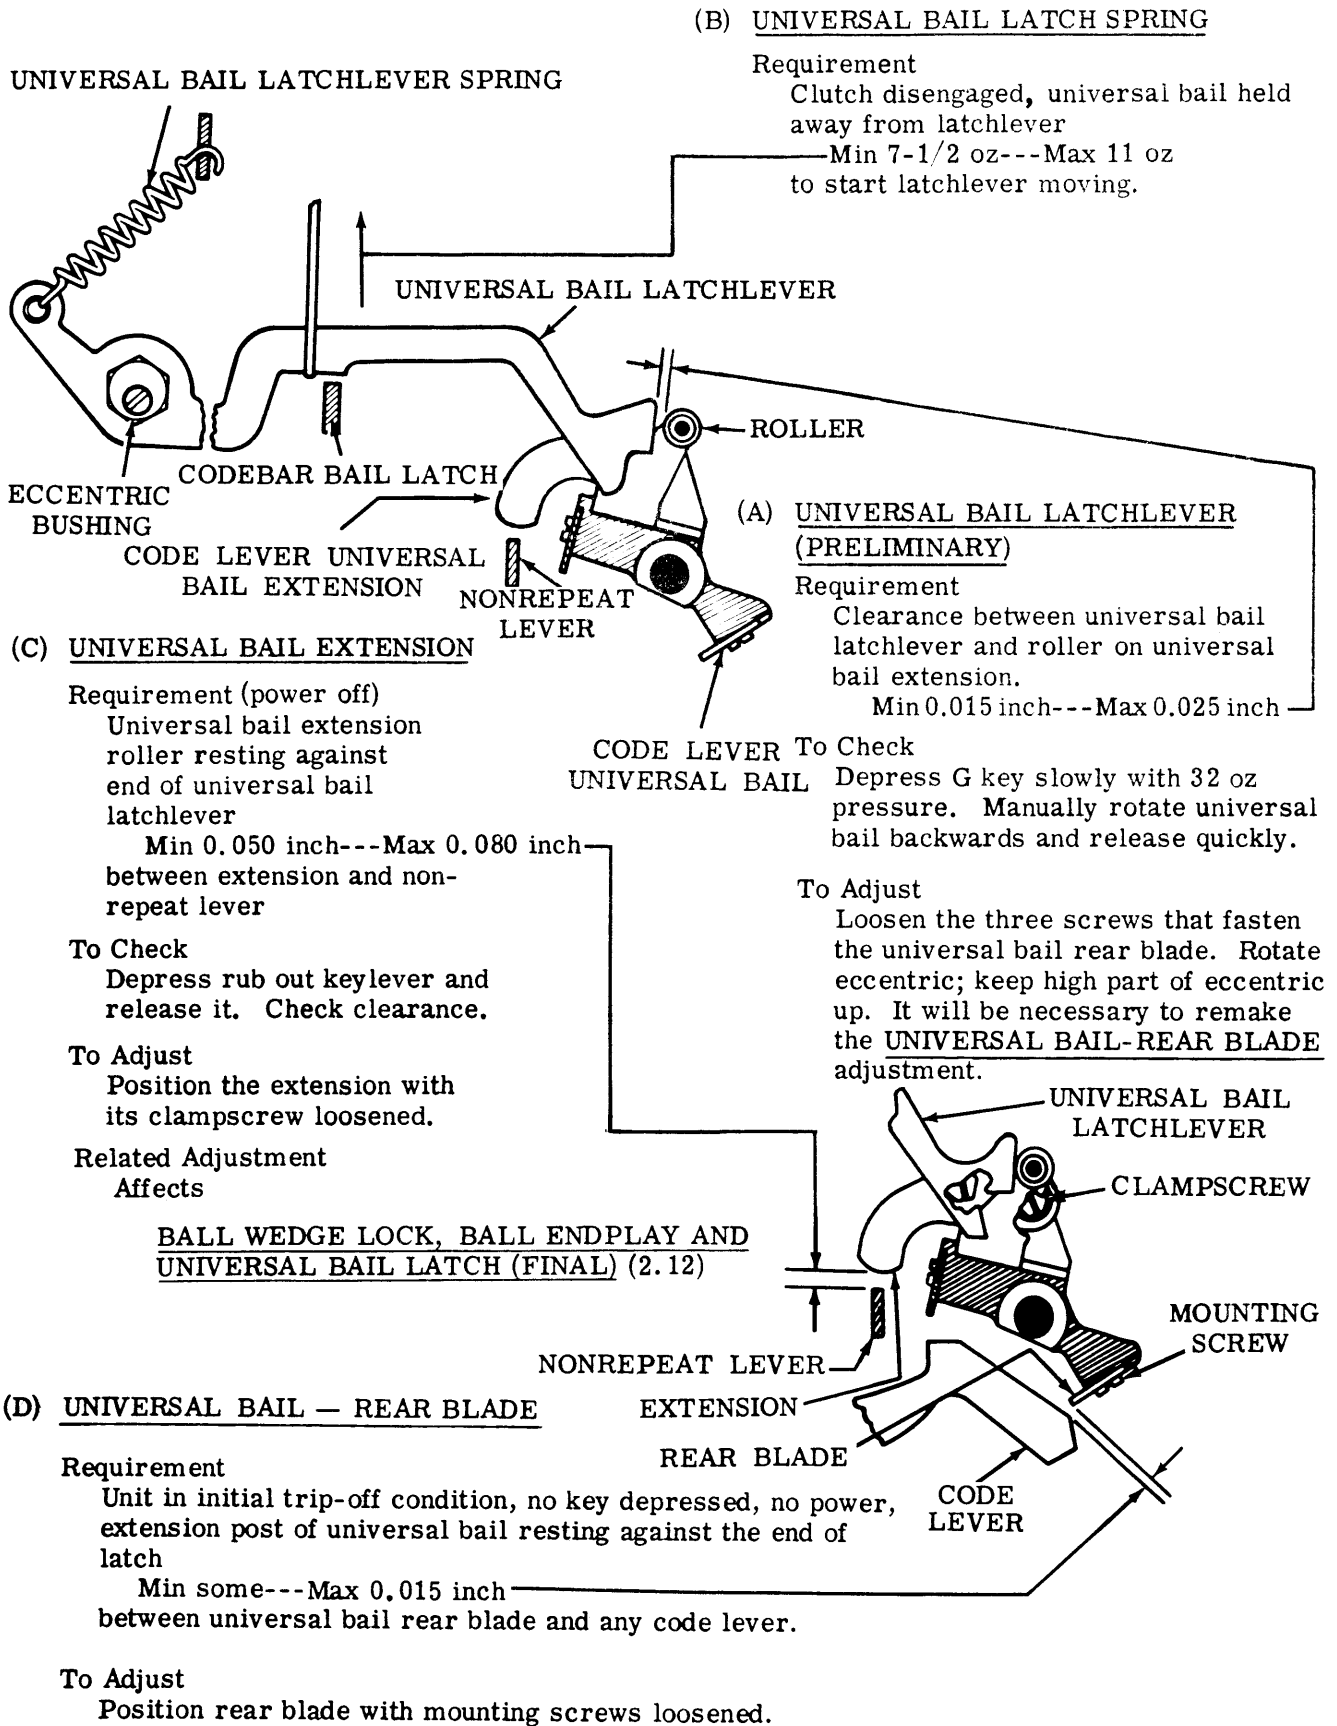 (B) UNIVERSAL BAIL LATCH SPRING
Requirement
Clutch disengaged, universal bail held
away from latchlever
Min 7-1/2 oz---Max 11 oz
to start latchlever moving.
UNIVERSAL BAIL LATCHLEVER SPRING
UNIVERSAL BAIL LATCHLEVER
ROLLER
CODEBAR BAIL LATCH
ECCENTRIC
BUSHING
CODE LEVER UNIVERSAL
BAIL EXTENSION
NONREPEAT
LEVER
CODE LEVER
UNIVERSAL BAIL
(A) UNIVERSAL BAIL LATCHLEVER
(PRELIMINARY)
Requirement
Clearance between universal bail
latchlever and roller on universal
bail extension.
Min 0.015 inch---Max 0.025 inch
To Check
Depress G key slowly with 32 oz
pressure. Manually rotate universal
bail backwards and release quickly.
To Adjust
Loosen the three screws that fasten
the universal bail rear blade. Rotate
eccentric; keep high part of eccentric
up. It will be necessary to remake
the UNIVERSAL BAIL-REAR BLADE
adjustment.
(C) UNIVERSAL BAIL EXTENSION
Requirement (power off)
Universal bail extension
roller resting against
end of universal bail
latchlever
Min 0.050 inch---Max 0.080 inch
between extension and non-
repeat lever
To Check
Depress rub out keylever and
release it. Check clearance.
To Adjust
Position the extension with
its clampscrew loosened.
Related Adjustment
Affects
BALL WEDGE LOCK, BALL ENDPLAY AND
UNIVERSAL BAIL LATCH (FINAL) (2.12)
UNIVERSAL BAIL
LATCHLEVER
CLAMPSCREW
MOUNTING
SCREW
NONREPEAT LEVER
EXTENSION
REAR BLADE
CODE
LEVER
(D) UNIVERSAL BAIL — REAR BLADE
Requirement
Unit in initial trip-off condition, no key depressed, no power,
extension post of universal bail resting against the end of
latch
Min some---Max 0.015 inch
between universal bail rear blade and any code lever.
To Adjust
Position rear blade with mounting screws loosened.